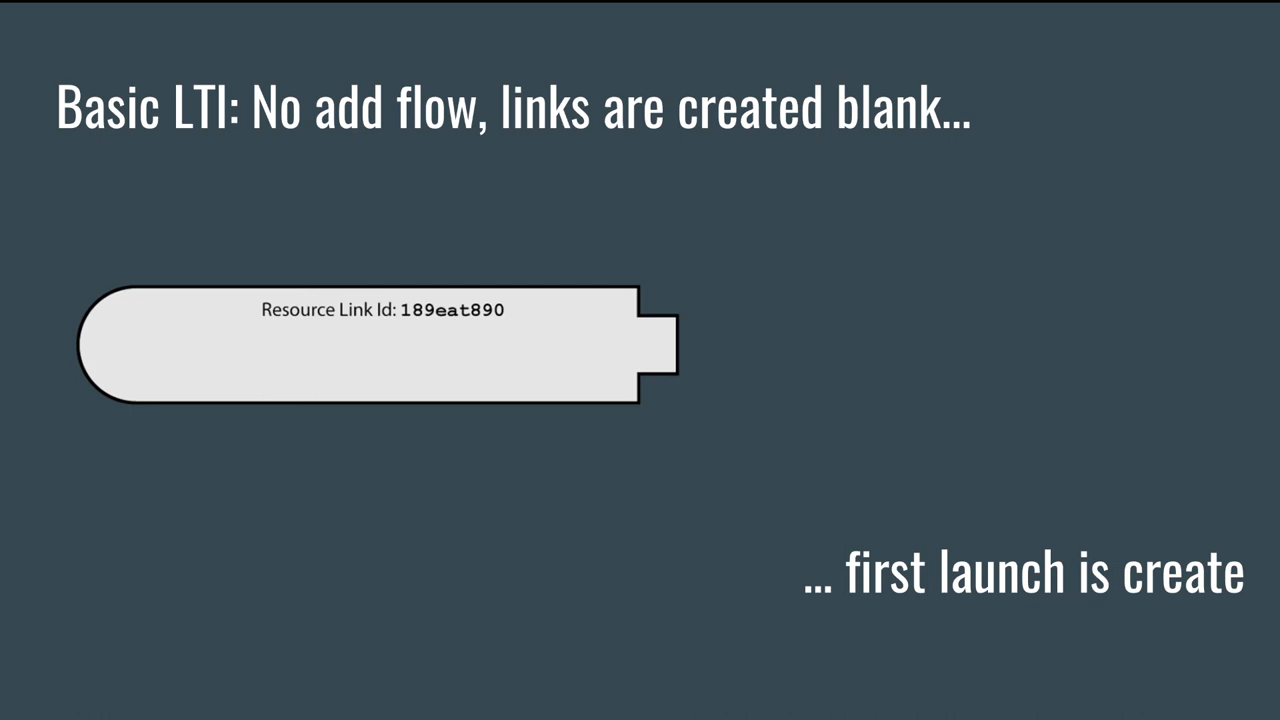 Basic LTI: No add flow, links are created blank...
Resource Link Id: 189eat890
... first launch is create